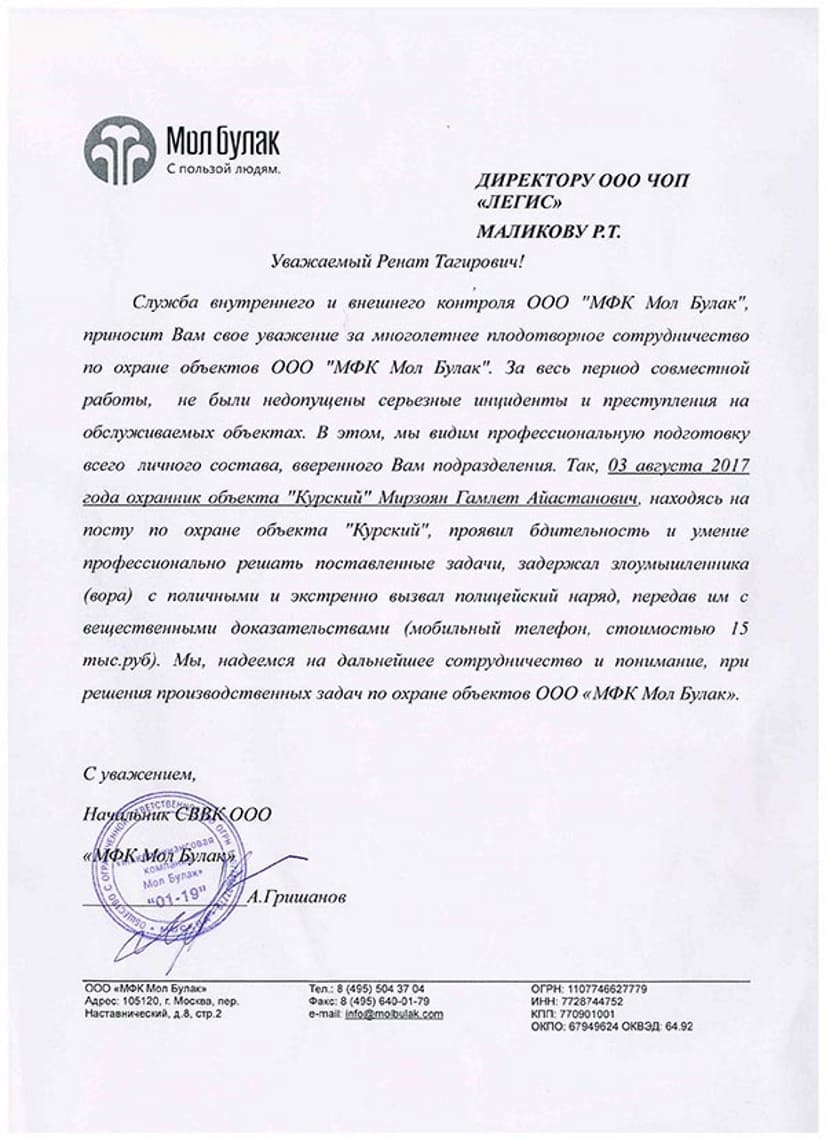 Мол булак
С пользой людям.
ДИРЕКТОРУ ООО ЧОП
«ЛЕГИС»
МАЛИКОВУ Р.Т.
Уважаемый Ренат Тагирович!
Служба внутреннего и внешнего контроля ООО "МФК Мол Булак",
приносит Вам свое уважение за многолетнее плодотворное сотрудничество
по охране объектов ООО "МФК Мол Булак". За весь период совместной
работы, не были недопущены серьезные инциденты и преступления на
обслуживаемых объектах. В этом, мы видим профессиональную подготовку
всего личного состава, вверенного Вам подразделения. Так, 03 августа 2017
года охранник объекта "Курский" Мирзоян Гамлет Айастанович, находясь на
посту по охране объекта "Курский", проявил бдительность и умение
профессионально решать поставленные задачи, задержал злоумышленника
(вора) с поличными и экстренно вызвал полицейский наряд, передав им с
вещественными доказательствами (мобильный телефон, стоимостью 15
тыс.руб). Мы, надеемся на дальнейшее сотрудничество и понимание, при
решения производственных задач по охране объектов ООО «МФК Мол Булак».
С уважением,
Начальник СВВК ООО
«МФК Мол Булак»
А.Гришанов
компания
Мол Булак»
"01-19"
ООО «МФК Мол Булак»
Адрес: 105120, г. Москва, пер.
Наставнический, д.8, стр.2
Тел.: 8 (495) 504 37 04
Факс: 8 (495) 640-01-79
e-mail: info@molbulak.com
ОГРН: 1107746627779
ИНН: 7728744752
КПП: 770901001
ОКПО: 67949624 ОКВЭД: 64.92